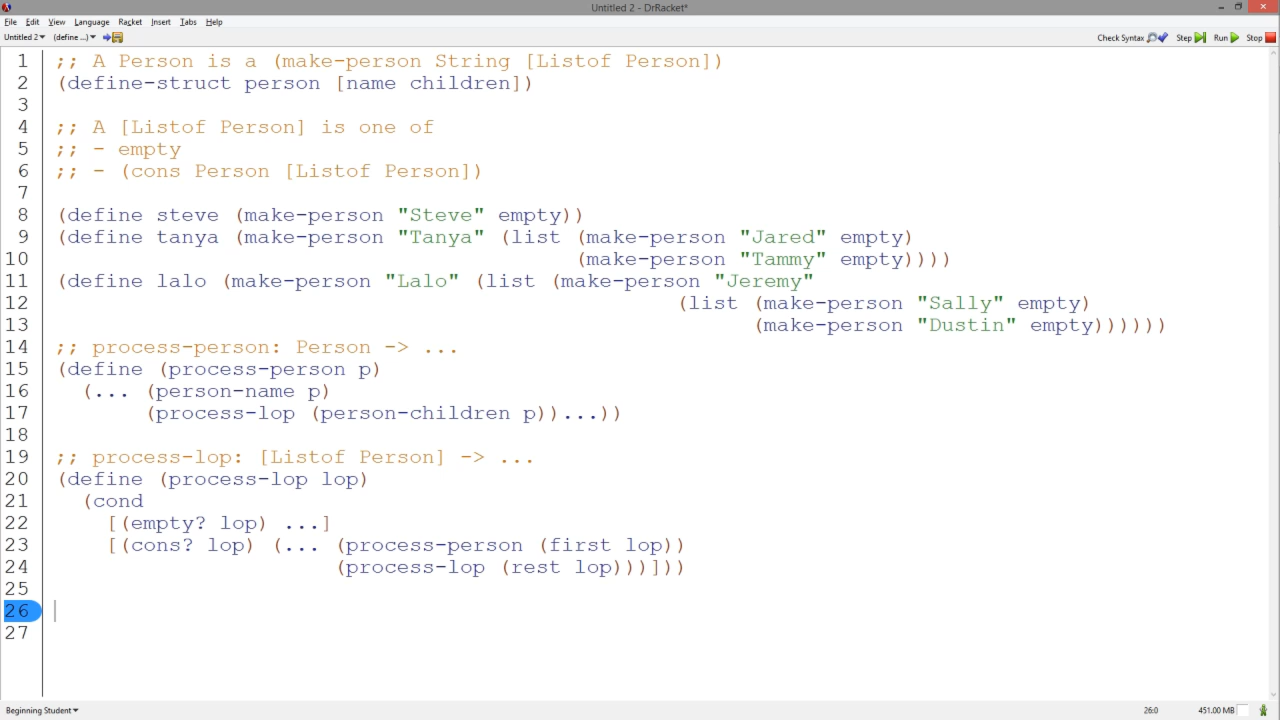 Untitled 2 - DrRacket*
File Edit View Language Racket Insert Tabs Help
Untitled 2 (define ...) Check Syntax Step Run Stop
1 ;; A Person is a (make-person String [Listof Person])
2 (define-struct person [name children])
3
4 ;; A [Listof Person] is one of
5 ;; - empty
6 ;; - (cons Person [Listof Person])
7
8 (define steve (make-person "Steve" empty))
9 (define tanya (make-person "Tanya" (list (make-person "Jared" empty)
10 (make-person "Tammy" empty))))
11 (define lalo (make-person "Lalo" (list (make-person "Jeremy"
12 (list (make-person "Sally" empty)
13 (make-person "Dustin" empty))))))
14 ;; process-person: Person -> ...
15 (define (process-person p)
16 (... (person-name p)
17 (process-lop (person-children p))...))
18
19 ;; process-lop: [Listof Person] -> ...
20 (define (process-lop lop)
21 (cond
22 [(empty? lop) ...]
23 [(cons? lop) (... (process-person (first lop))
24 (process-lop (rest lop)))]))
25
26
27
Beginning Student 26:0 451.00 MB